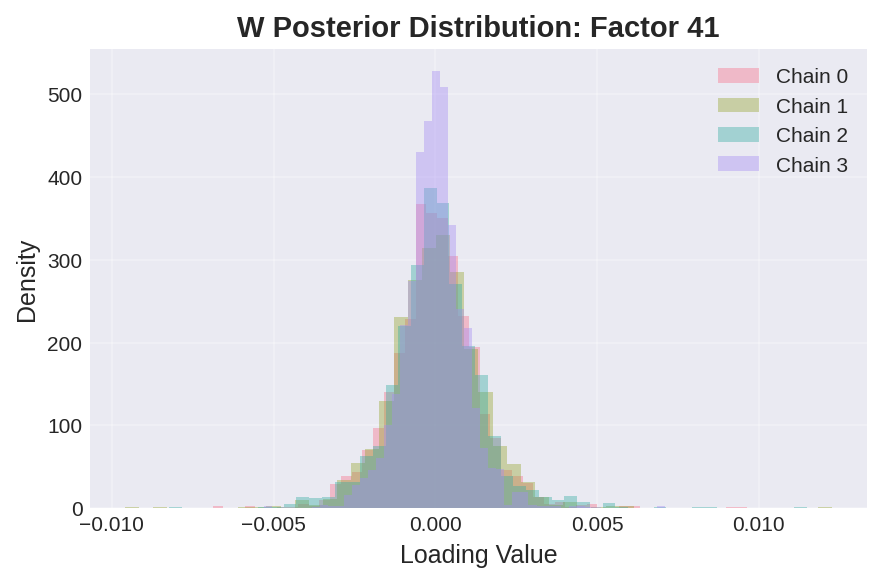 W Posterior Distribution: Factor 41
Chain 0
Chain 1
Chain 2
Chain 3
500
400
300
200
100
0
Density
−0.010
−0.005
0.000
0.005
0.010
Loading Value